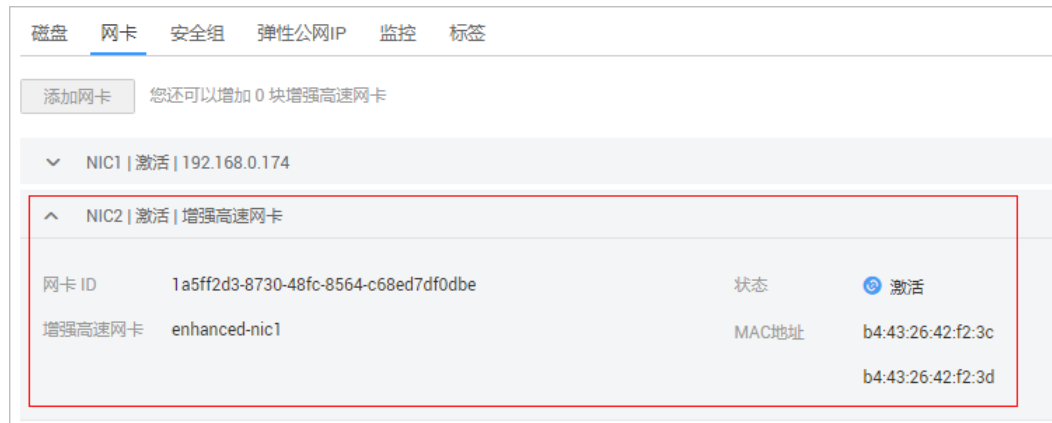 磁盘 网卡 安全组 弹性公网IP 监控 标签
添加网卡 您还可以增加 0 块增强高速网卡
NIC1 | 激活 | 192.168.0.174
NIC2 | 激活 | 增强高速网卡
网卡 ID 1a5ff2d3-8730-48fc-8564-c68ed7df0dbe 状态 激活
增强高速网卡 enhanced-nic1 MAC地址 b4:43:26:42:f2:3c
b4:43:26:42:f2:3d